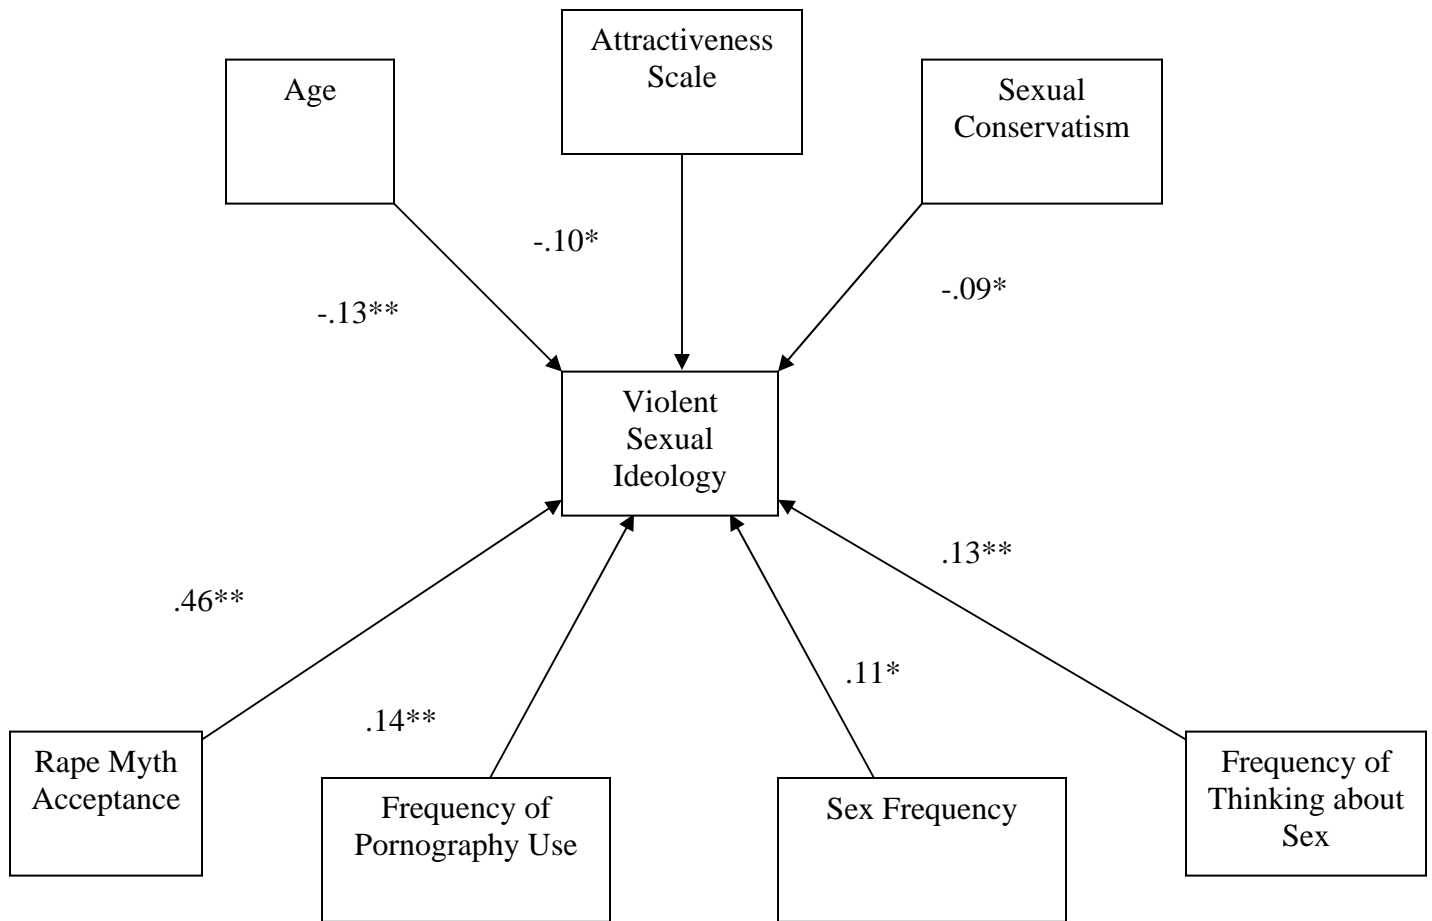 Attractiveness
Scale
Age
Sexual
Conservatism
-.10*
-.09*
-.13**
Violent
Sexual
Ideology
.13**
.46**
.11*
.14**
Rape Myth
Acceptance
Frequency of
Pornography Use
Sex Frequency
Frequency of
Thinking about
Sex